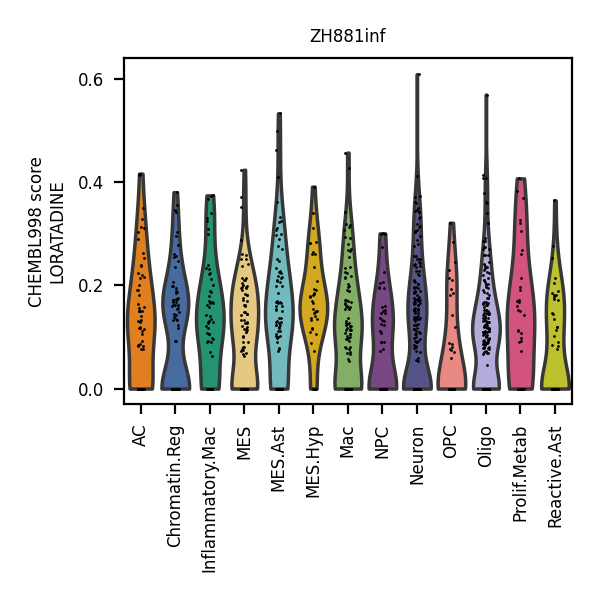 ZH881inf
CHEMBL998 score
LORATADINE
0.6
0.4
0.2
0.0
AC
Chromatin.Reg
Inflammatory.Mac
MES
MES.Ast
MES.Hyp
Mac
NPC
Neuron
OPC
Oligo
Prolif.Metab
Reactive.Ast